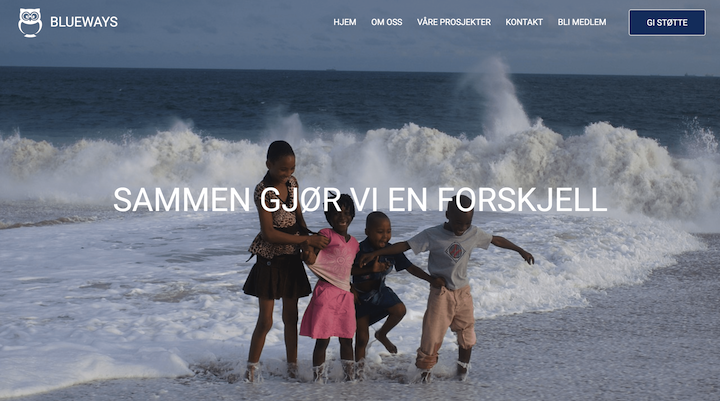 BLUEWAYS
HJEM OM OSS VÅRE PROSJEKTER KONTAKT BLI MEDLEM GI STØTTE
SAMMEN GJØR VI EN FORSKJELL